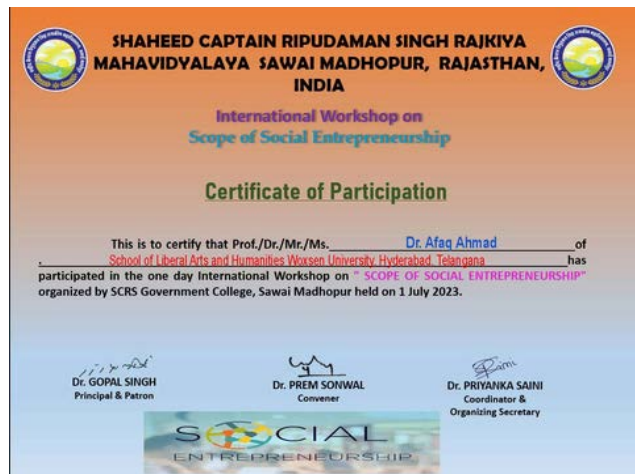 SHAHEED CAPTAIN RIPUDAMAN SINGH RAJKIYA
MAHAVIDYALAYA SAWAI MADHOPUR, RAJASTHAN,
INDIA
International Workshop on
Scope of Social Entrepreneurship
Certificate of Participation
This is to certify that Prof./Dr./Mr./Ms. Dr. Afaq Ahmad of
. School of Liberal Arts and Humanities Woxsen University, Hyderabad, Telangana has
participated in the one day International Workshop on " SCOPE OF SOCIAL ENTREPRENEURSHIP"
organized by SCRS Government College, Sawai Madhopur held on 1 July 2023.
Dr. GOPAL SINGH
Principal & Patron
Dr. PREM SONWAL
Convener
Saini
Dr. PRIYANKA SAINI
Coordinator &
Organizing Secretary
SOCIAL
ENTREPRENEURSHIP